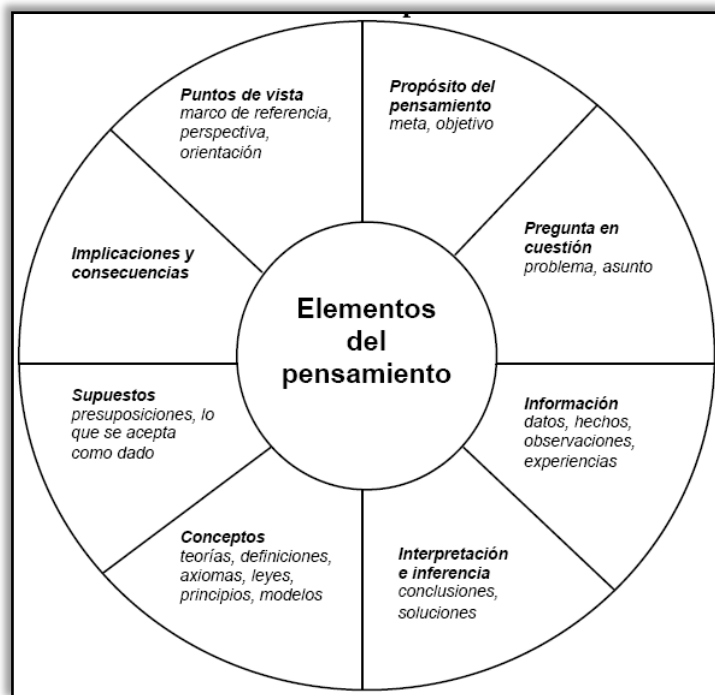 Puntos de vista
marco de referencia,
perspectiva,
orientación
Propósito del
pensamiento
meta, objetivo
Pregunta en
cuestión
problema, asunto
Implicaciones y
consecuencias
Elementos
del
pensamiento
Supuestos
presuposiciones, lo
que se acepta
como dado
Información
datos, hechos,
observaciones,
experiencias
Conceptos
teorías, definiciones,
axiomas, leyes,
principios, modelos
Interpretación
e inferencia
conclusiones,
soluciones